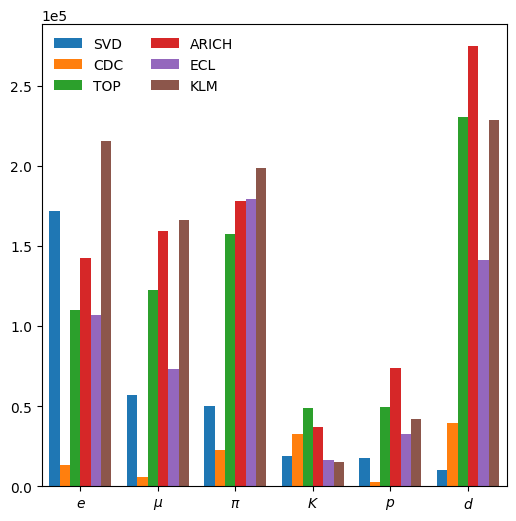 1e5
SVD ARICH
CDC ECL
TOP KLM
2.5
2.0
1.5
1.0
0.5
0.0
e μ π K p d